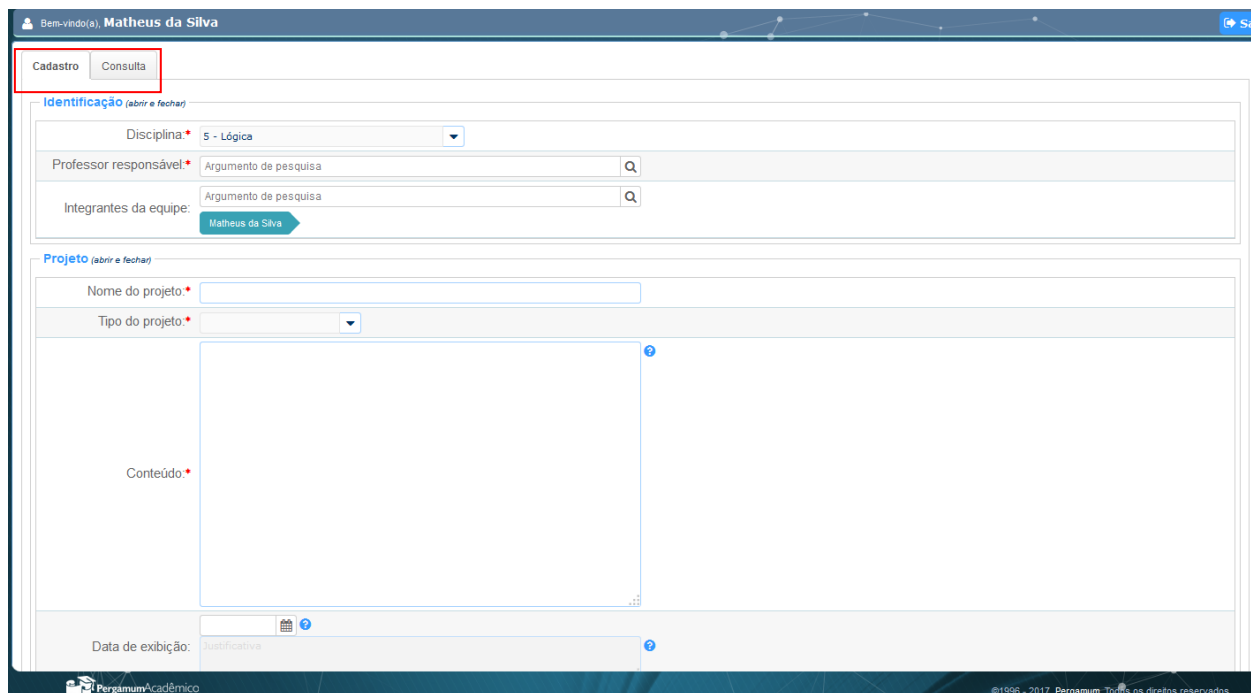 Bem-vindo(a), Matheus da Silva
Cadastro Consulta
Identificação (abrir e fechar)
Disciplina:* 5 - Lógica
Professor responsável:* Argumento de pesquisa
Integrantes da equipe: Argumento de pesquisa
Matheus da Silva
Projeto (abrir e fechar)
Nome do projeto:*
Tipo do projeto:*
Conteúdo:*
Data de exibição: Justificativa
PergamumAcadêmico
©1996 - 2017, Pergamum. Todos os direitos reservados